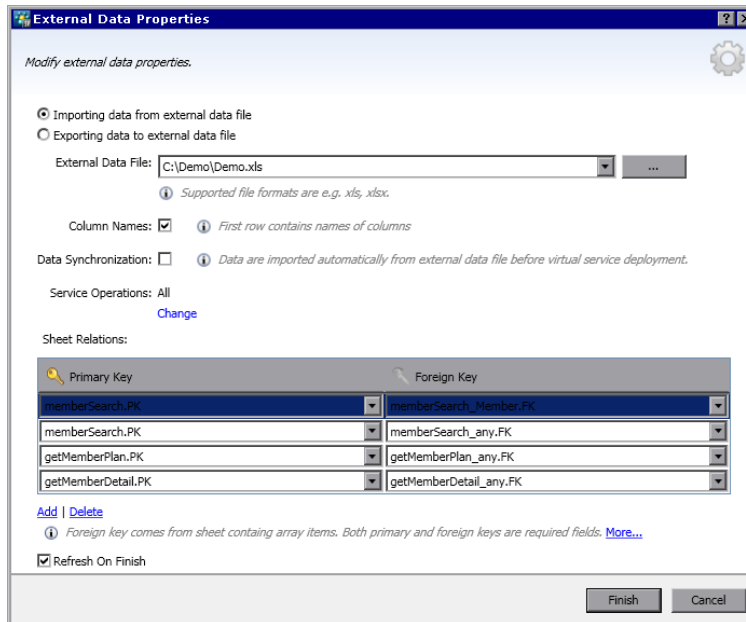 External Data Properties
Modify external data properties.
Importing data from external data file
Exporting data to external data file
External Data File: C:\Demo\Demo.xls ...
Supported file formats are e.g. xls, xlsx.
Column Names: First row contains names of columns
Data Synchronization: Data are imported automatically from external data file before virtual service deployment.
Service Operations: All
Change
Sheet Relations:
Primary Key Foreign Key
memberSearch.PK memberSearch_Member.FK
memberSearch.PK memberSearch_any.FK
getMemberPlan.PK getMemberPlan_any.FK
getMemberDetail.PK getMemberDetail_any.FK
Add | Delete
Foreign key comes from sheet containg array items. Both primary and foreign keys are required fields. More...
Refresh On Finish
Finish Cancel